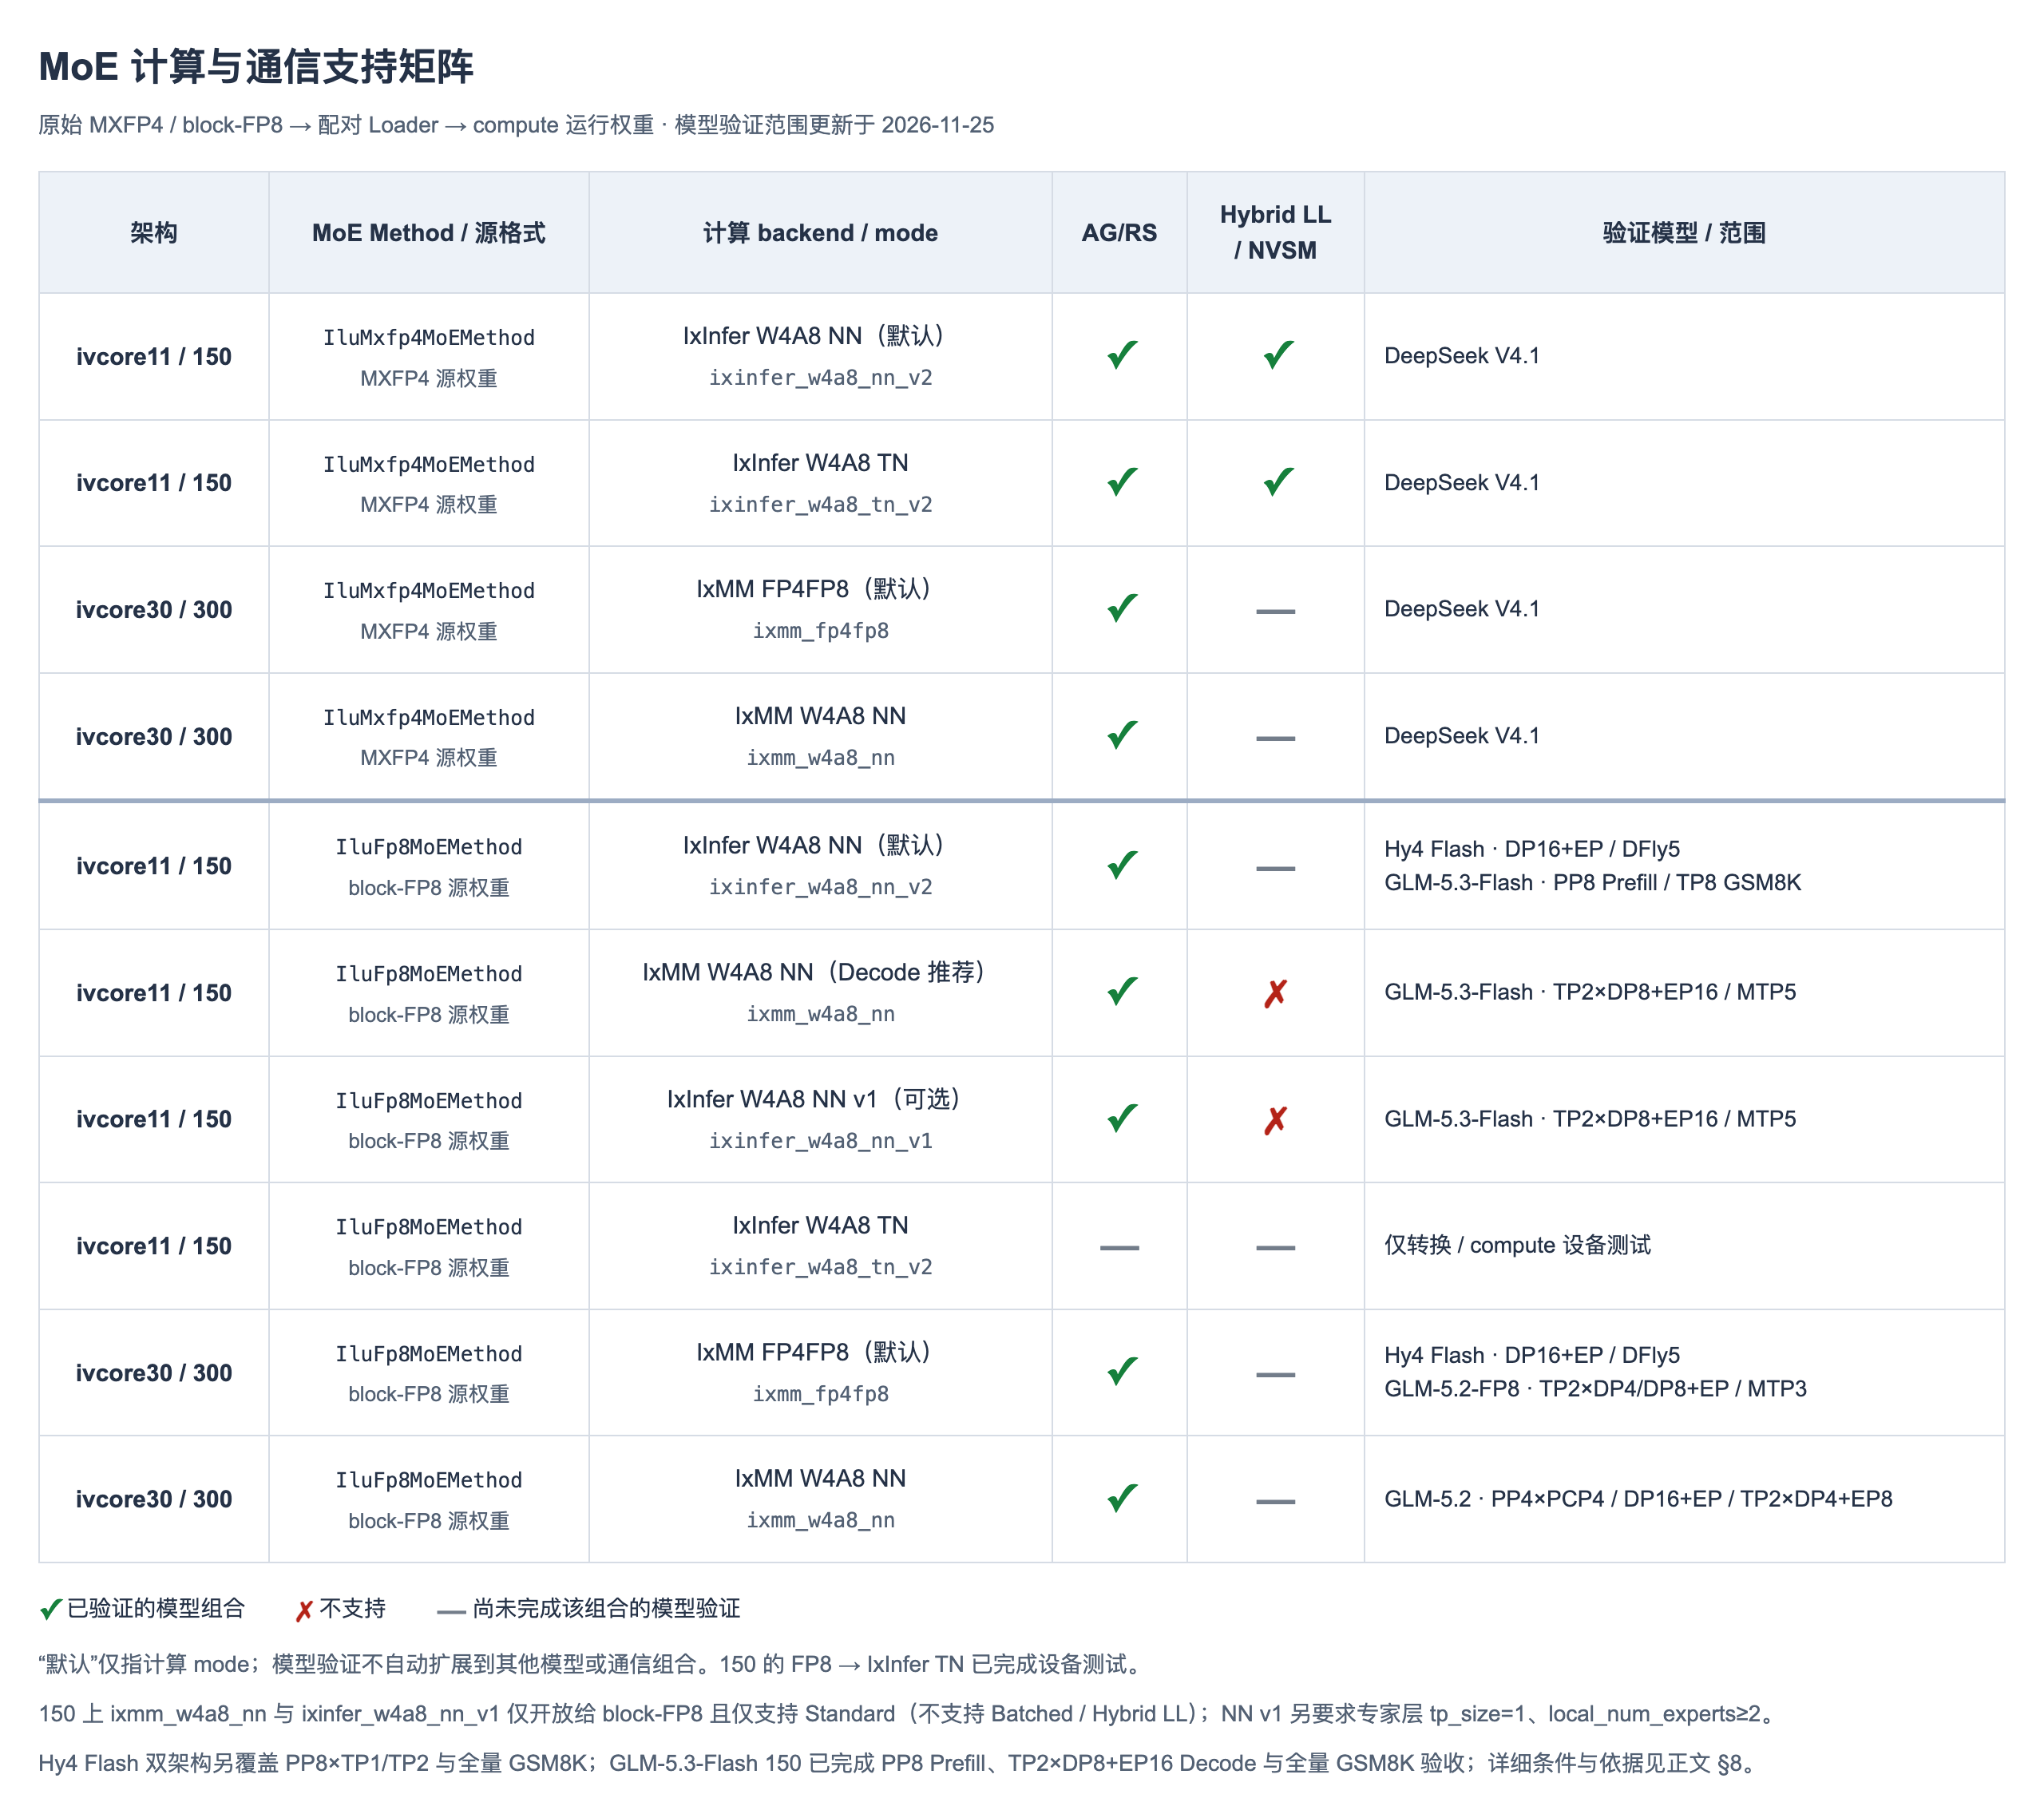 MoE 计算与通信支持矩阵
原始 MXFP4 / block-FP8 → 配对 Loader → compute 运行权重 · 模型验证范围更新于 2026-11-25
架构
MoE Method / 源格式
计算 backend / mode
AG/RS
Hybrid LL
/ NVSM
验证模型 / 范围
ivcore11 / 150
IluMxfp4MoEMethod
MXFP4 源权重
IxInfer W4A8 NN（默认）
ixinfer_w4a8_nn_v2
✓
✓
DeepSeek V4.1
ivcore11 / 150
IluMxfp4MoEMethod
MXFP4 源权重
IxInfer W4A8 TN
ixinfer_w4a8_tn_v2
✓
✓
DeepSeek V4.1
ivcore30 / 300
IluMxfp4MoEMethod
MXFP4 源权重
IxMM FP4FP8（默认）
ixmm_fp4fp8
✓
—
DeepSeek V4.1
ivcore30 / 300
IluMxfp4MoEMethod
MXFP4 源权重
IxMM W4A8 NN
ixmm_w4a8_nn
✓
—
DeepSeek V4.1
ivcore11 / 150
IluFp8MoEMethod
block-FP8 源权重
IxInfer W4A8 NN（默认）
ixinfer_w4a8_nn_v2
✓
—
Hy4 Flash · DP16+EP / DFly5
GLM-5.3-Flash · PP8 Prefill / TP8 GSM8K
ivcore11 / 150
IluFp8MoEMethod
block-FP8 源权重
IxMM W4A8 NN（Decode 推荐）
ixmm_w4a8_nn
✓
✗
GLM-5.3-Flash · TP2×DP8+EP16 / MTP5
ivcore11 / 150
IluFp8MoEMethod
block-FP8 源权重
IxInfer W4A8 NN v1（可选）
ixinfer_w4a8_nn_v1
✓
✗
GLM-5.3-Flash · TP2×DP8+EP16 / MTP5
ivcore11 / 150
IluFp8MoEMethod
block-FP8 源权重
IxInfer W4A8 TN
ixinfer_w4a8_tn_v2
—
—
仅转换 / compute 设备测试
ivcore30 / 300
IluFp8MoEMethod
block-FP8 源权重
IxMM FP4FP8（默认）
ixmm_fp4fp8
✓
—
Hy4 Flash · DP16+EP / DFly5
GLM-5.2-FP8 · TP2×DP4/DP8+EP / MTP3
ivcore30 / 300
IluFp8MoEMethod
block-FP8 源权重
IxMM W4A8 NN
ixmm_w4a8_nn
✓
—
GLM-5.2 · PP4×PCP4 / DP16+EP / TP2×DP4+EP8
✓ 已验证的模型组合 ✗ 不支持 — 尚未完成该组合的模型验证
“默认”仅指计算 mode；模型验证不自动扩展到其他模型或通信组合。150 的 FP8 → IxInfer TN 已完成设备测试。
150 上 ixmm_w4a8_nn 与 ixinfer_w4a8_nn_v1 仅开放给 block-FP8 且仅支持 Standard（不支持 Batched / Hybrid LL）；NN v1 另要求专家层 tp_size=1、local_num_experts≥2。
Hy4 Flash 双架构另覆盖 PP8×TP1/TP2 与全量 GSM8K；GLM-5.3-Flash 150 已完成 PP8 Prefill、TP2×DP8+EP16 Decode 与全量 GSM8K 验收；详细条件与依据见正文 §8。